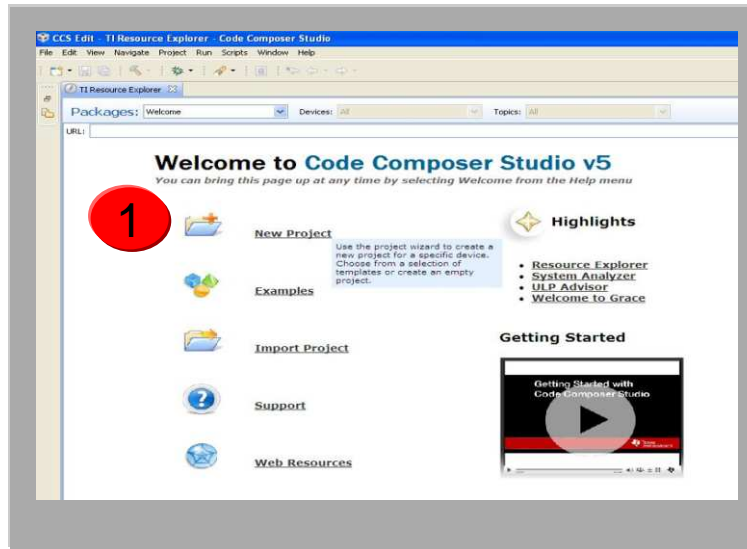 CCS Edit - TI Resource Explorer - Code Composer Studio
File Edit View Navigate Project Run Scripts Window Help
TI Resource Explorer
Packages: Welcome Devices: All Topics: All
URL:
Welcome to Code Composer Studio v5
You can bring this page up at any time by selecting Welcome from the Help menu
1
New Project
Use the project wizard to create a
new project for a specific device.
Choose from a selection of
templates or create an empty
project.
Examples
Import Project
Support
Web Resources
Highlights
Resource Explorer
System Analyzer
ULP Advisor
Welcome to Grace
Getting Started
Getting Started with
Code Composer Studio
Texas
Instruments